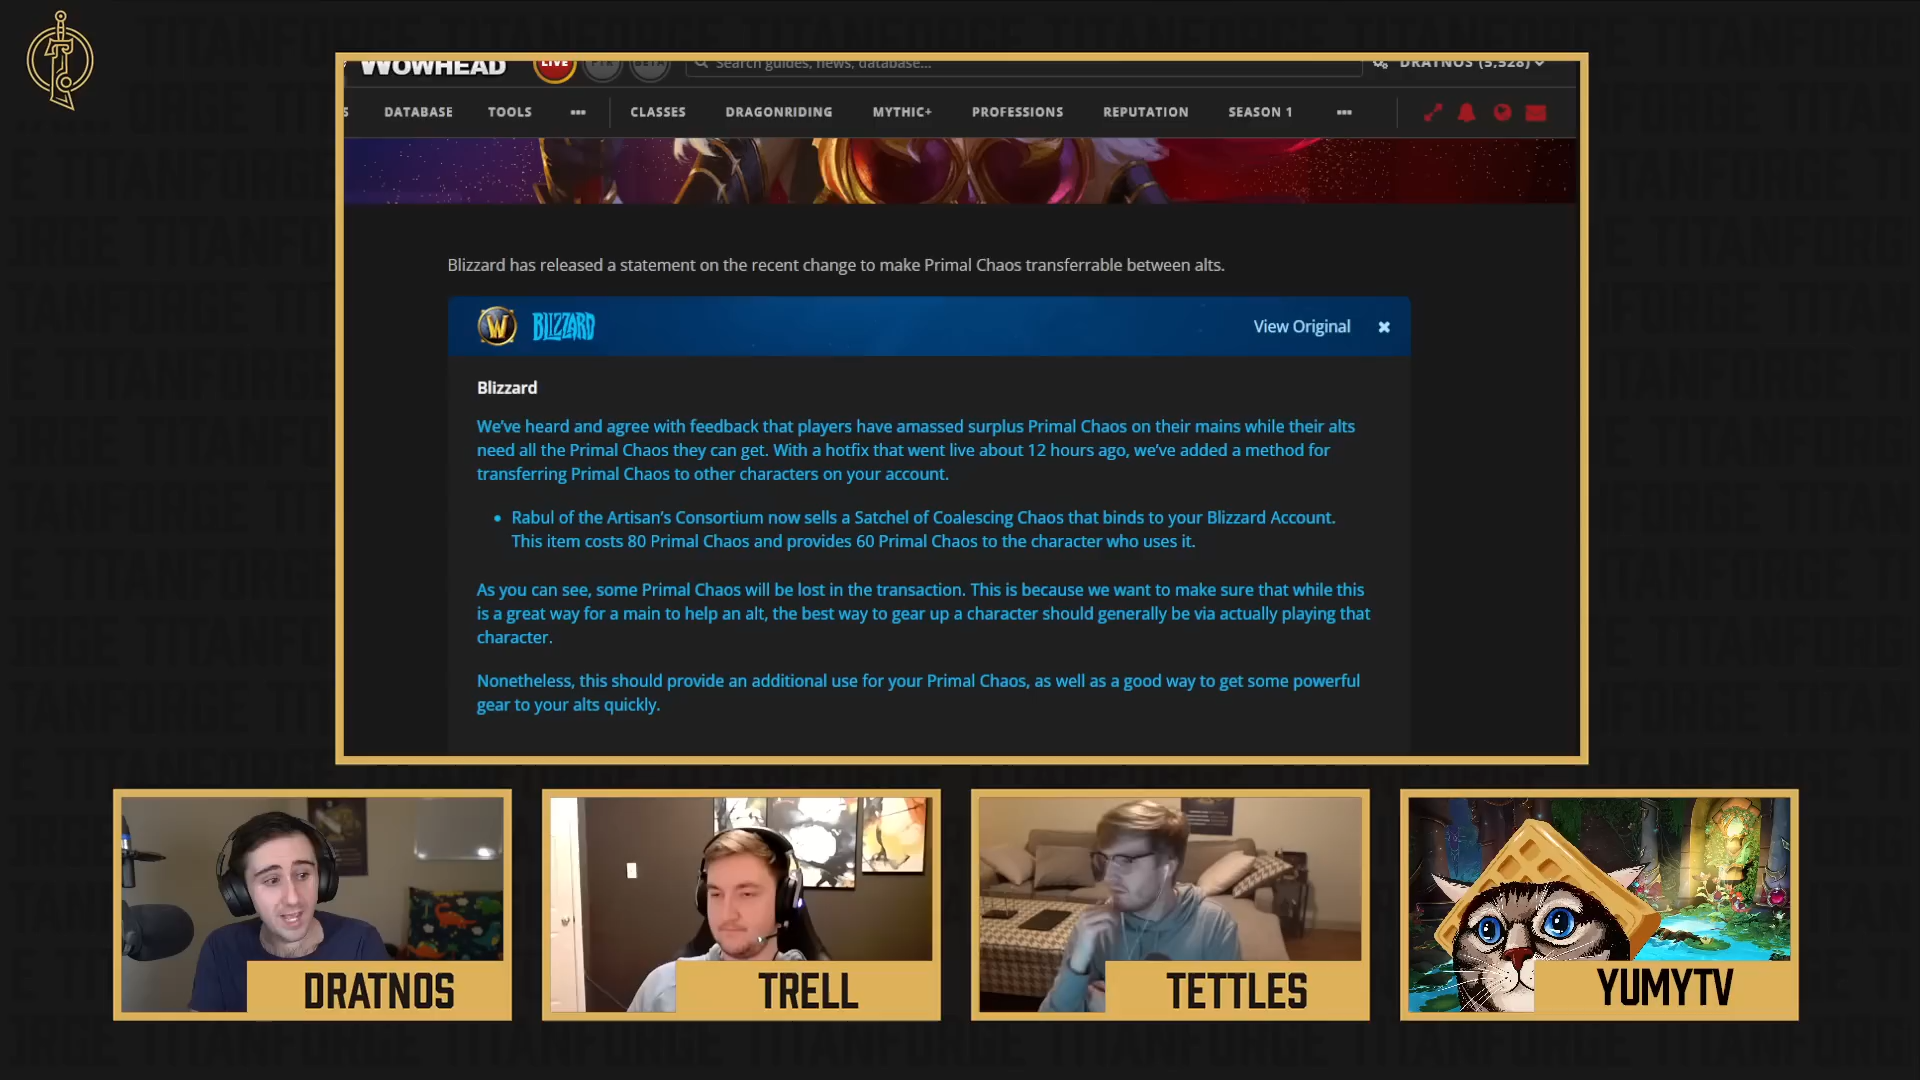 WOWHEAD LIVE PTR BETA Search guides, news, database... DRATNOS (5,528)
S DATABASE TOOLS ... CLASSES DRAGONRIDING MYTHIC+ PROFESSIONS REPUTATION SEASON 1 ...
Blizzard has released a statement on the recent change to make Primal Chaos transferrable between alts.
W BLIZZARD View Original ✖
Blizzard
We've heard and agree with feedback that players have amassed surplus Primal Chaos on their mains while their alts
need all the Primal Chaos they can get. With a hotfix that went live about 12 hours ago, we've added a method for
transferring Primal Chaos to other characters on your account.
• Rabul of the Artisan's Consortium now sells a Satchel of Coalescing Chaos that binds to your Blizzard Account.
This item costs 80 Primal Chaos and provides 60 Primal Chaos to the character who uses it.
As you can see, some Primal Chaos will be lost in the transaction. This is because we want to make sure that while this
is a great way for a main to help an alt, the best way to gear up a character should generally be via actually playing that
character.
Nonetheless, this should provide an additional use for your Primal Chaos, as well as a good way to get some powerful
gear to your alts quickly.
DRATNOS TRELL TETTLES YUMYTV